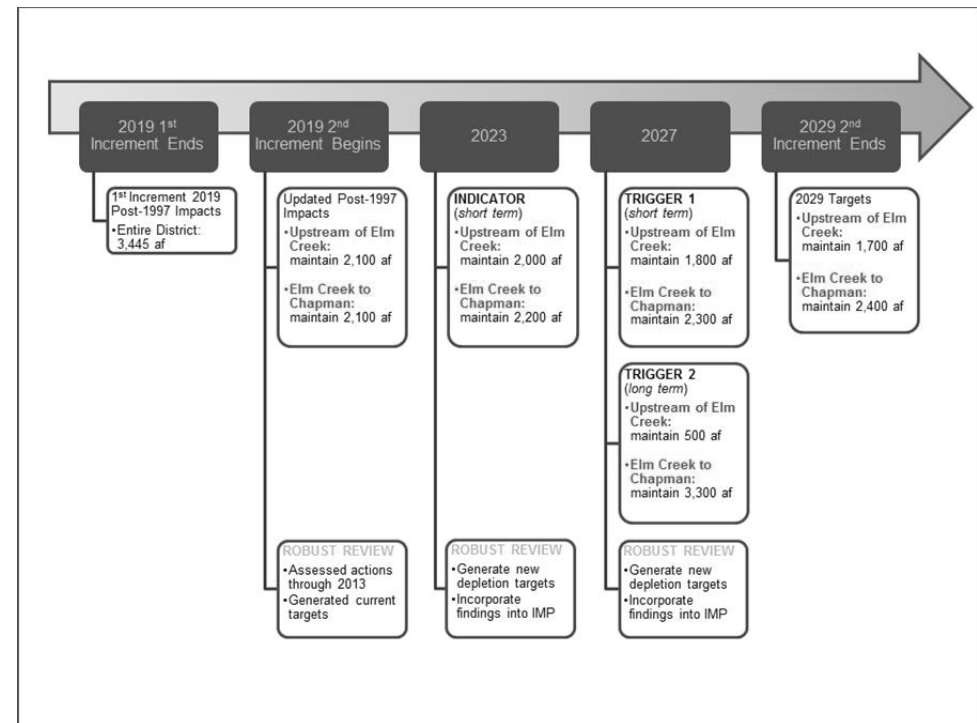 2019 1st
Increment Ends
1st Increment 2019
Post-1997 Impacts
•Entire District:
3,445 af
2019 2nd
Increment Begins
Updated Post-1997
Impacts
•Upstream of Elm
Creek:
maintain 2,100 af
•Elm Creek to
Chapman:
maintain 2,100 af
ROBUST REVIEW
•Assessed actions
through 2013
•Generated current
targets
2023
INDICATOR
(short term)
•Upstream of Elm
Creek:
maintain 2,000 af
•Elm Creek to
Chapman:
maintain 2,200 af
ROBUST REVIEW
•Generate new
depletion targets
•Incorporate
findings into IMP
2027
TRIGGER 1
(short term)
•Upstream of Elm
Creek:
maintain 1,800 af
•Elm Creek to
Chapman:
maintain 2,300 af
TRIGGER 2
(long term)
•Upstream of Elm
Creek:
maintain 500 af
•Elm Creek to
Chapman:
maintain 3,300 af
ROBUST REVIEW
•Generate new
depletion targets
•Incorporate
findings into IMP
2029 2nd
Increment Ends
2029 Targets
•Upstream of Elm
Creek:
maintain 1,700 af
•Elm Creek to
Chapman:
maintain 2,400 af